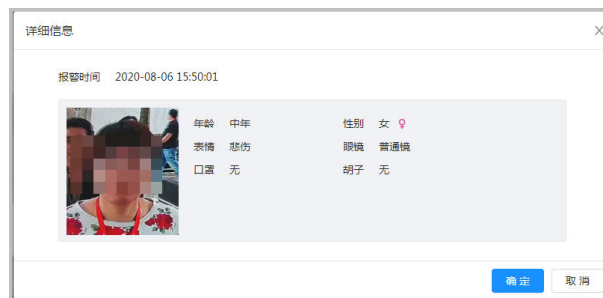 详细信息
报警时间 2020-08-06 15:50:01
年龄 中年 性别 女
表情 悲伤 眼镜 普通镜
口罩 无 胡子 无
确定 取消